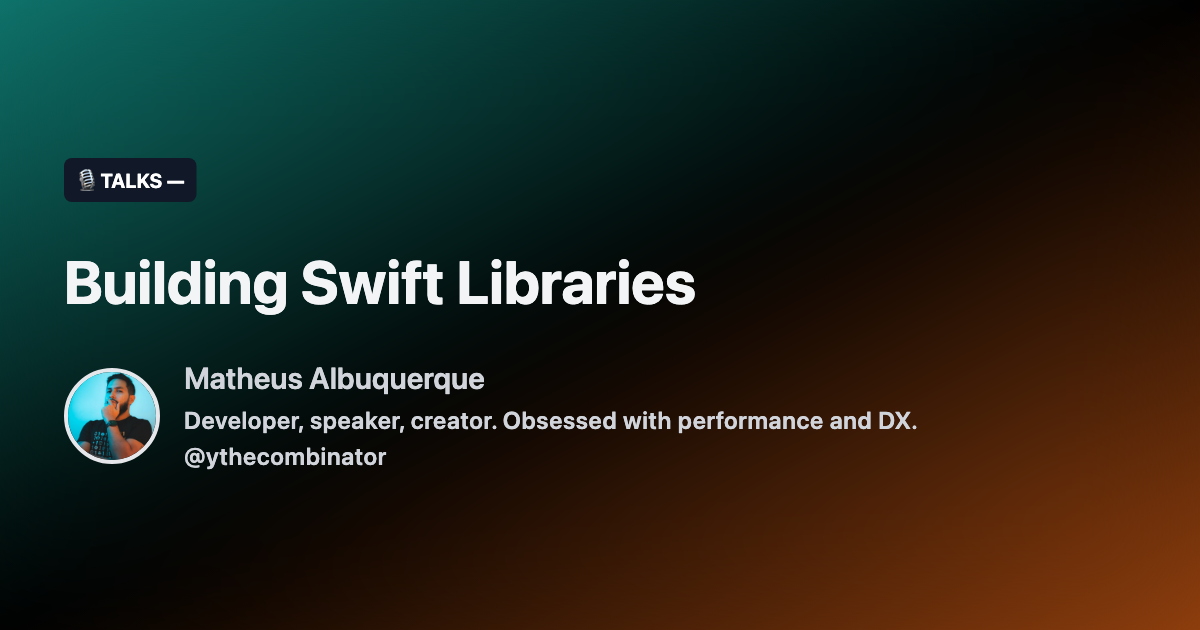 🎙 TALKS —
Building Swift Libraries
Matheus Albuquerque
Developer, speaker, creator. Obsessed with performance and DX.
@ythecombinator